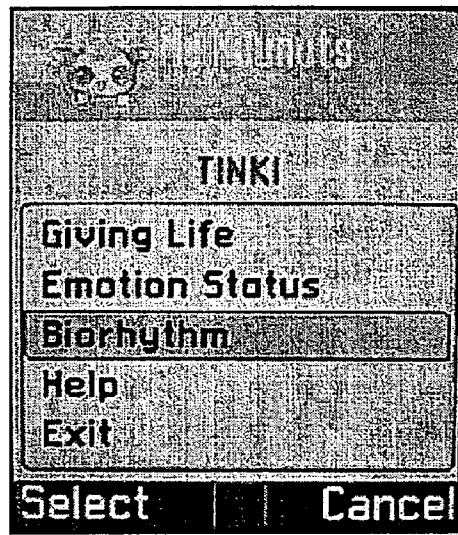 TINKI
Giving Life
Emotion Status
Biorhythm
Help
Exit
Select Cancel